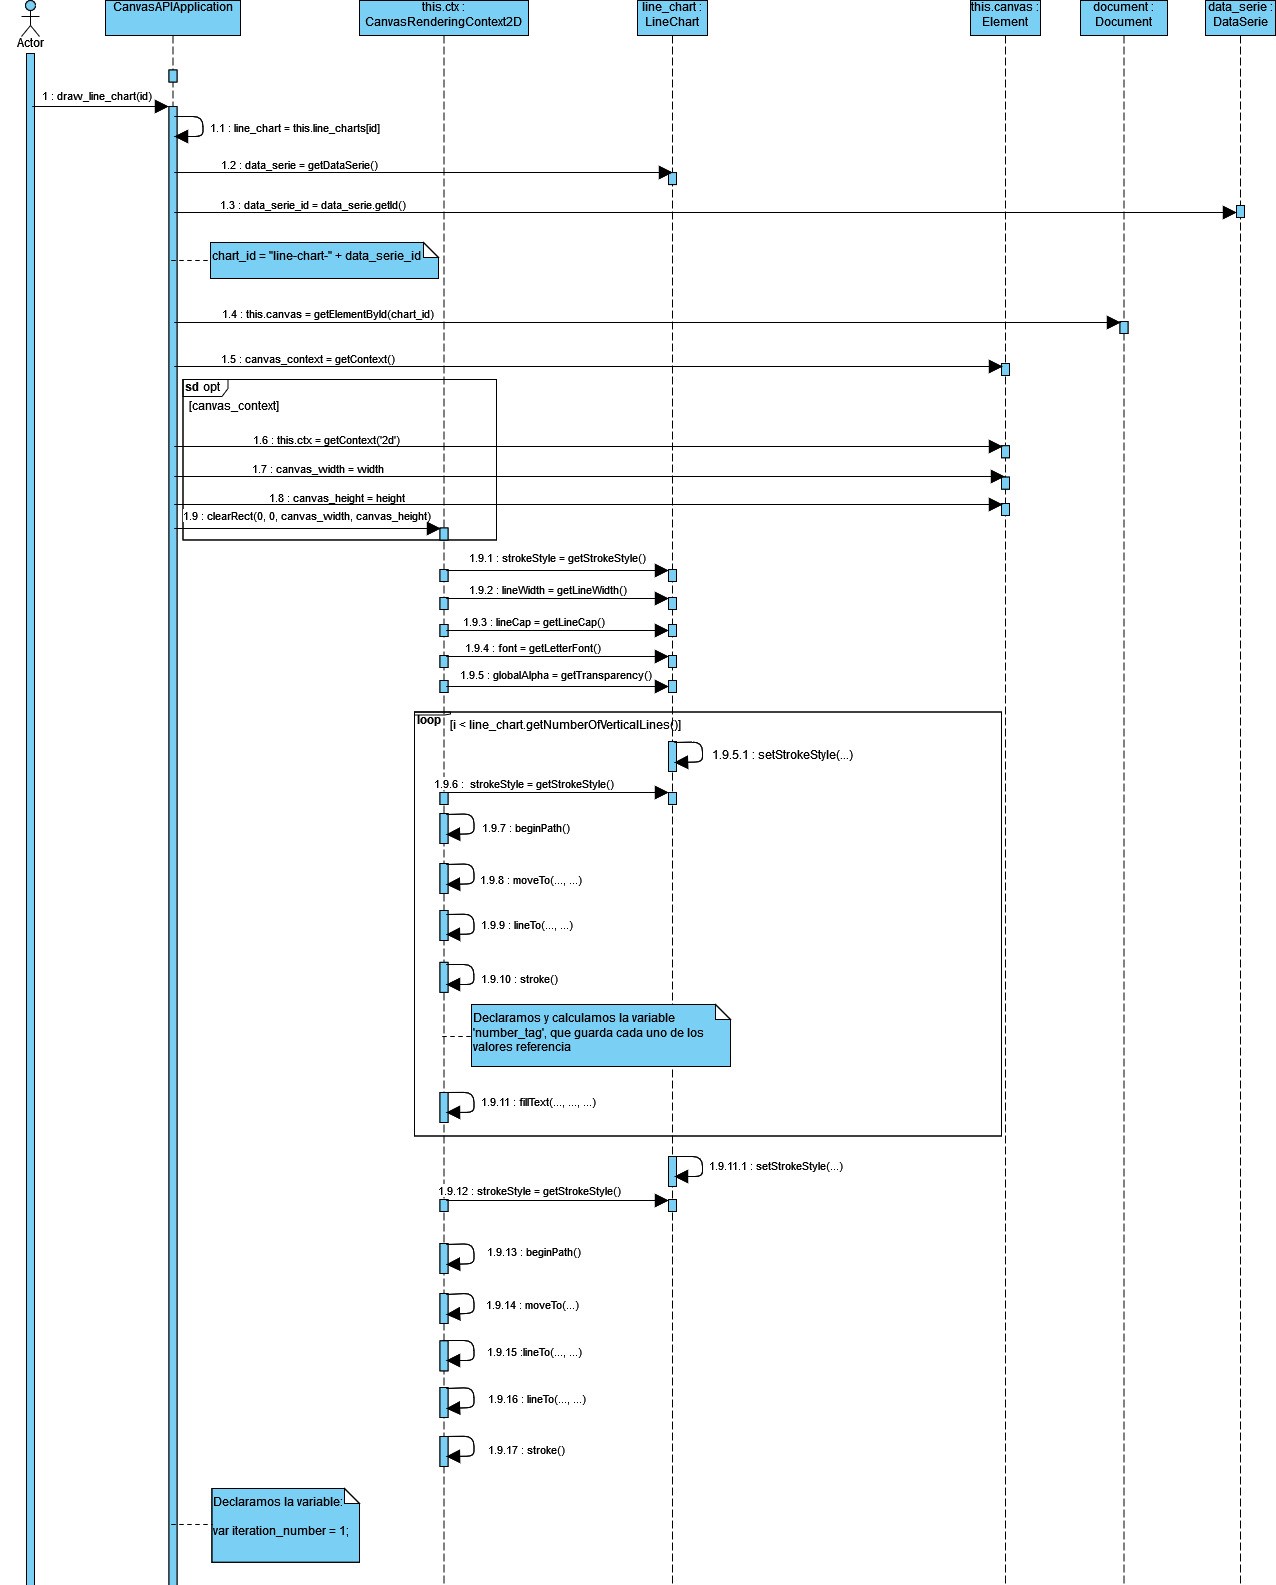 CanvasAPIApplication
this.ctx :
CanvasRenderingContext2D
line_chart :
LineChart
this.canvas :
Element
document :
Document
data_serie :
DataSerie
Actor
1 : draw_line_chart(id)
1.1 : line_chart = this.line_charts[id]
1.2 : data_serie = getDataSerie()
1.3 : data_serie_id = data_serie.getId()
chart_id = "line-chart-" + data_serie_id
1.4 : this.canvas = getElementById(chart_id)
1.5 : canvas_context = getContext()
sd opt
[canvas_context]
1.6 : this.ctx = getContext('2d')
1.7 : canvas_width = width
1.8 : canvas_height = height
1.9 : clearRect(0, 0, canvas_width, canvas_height)
1.9.1 : strokeStyle = getStrokeStyle()
1.9.2 : lineWidth = getLineWidth()
1.9.3 : lineCap = getLineCap()
1.9.4 : font = getLetterFont()
1.9.5 : globalAlpha = getTransparency()
loop
[i < line_chart.getNumberOfVerticalLines()]
1.9.5.1 : setStrokeStyle(...)
1.9.6 : strokeStyle = getStrokeStyle()
1.9.7 : beginPath()
1.9.8 : moveTo(..., ...)
1.9.9 : lineTo(..., ...)
1.9.10 : stroke()
Declaramos y calculamos la variable
'number_tag', que guarda cada uno de los
valores referencia
1.9.11 : fillText(..., ..., ...)
1.9.11.1 : setStrokeStyle(...)
1.9.12 : strokeStyle = getStrokeStyle()
1.9.13 : beginPath()
1.9.14 : moveTo(...)
1.9.15 :lineTo(..., ...)
1.9.16 : lineTo(..., ...)
1.9.17 : stroke()
Declaramos la variable:
var iteration_number = 1;